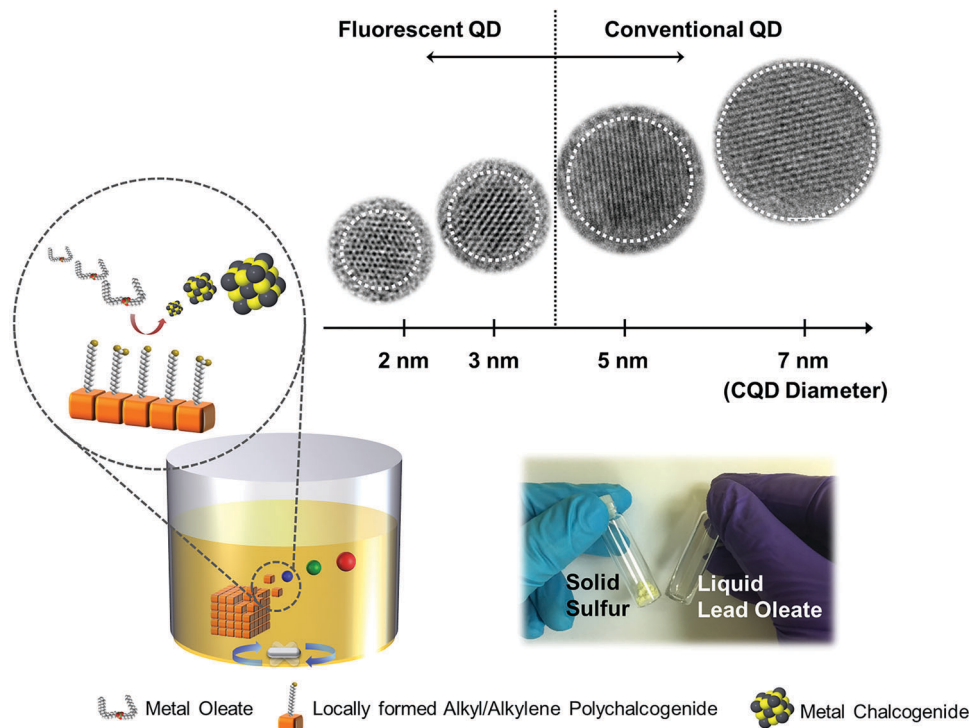 Fluorescent QD
Conventional QD
2 nm
3 nm
5 nm
7 nm
(CQD Diameter)
Solid
Sulfur
Liquid
Lead Oleate
Metal Oleate
Locally formed Alkyl/Alkylene Polychalcogenide
Metal Chalcogenide